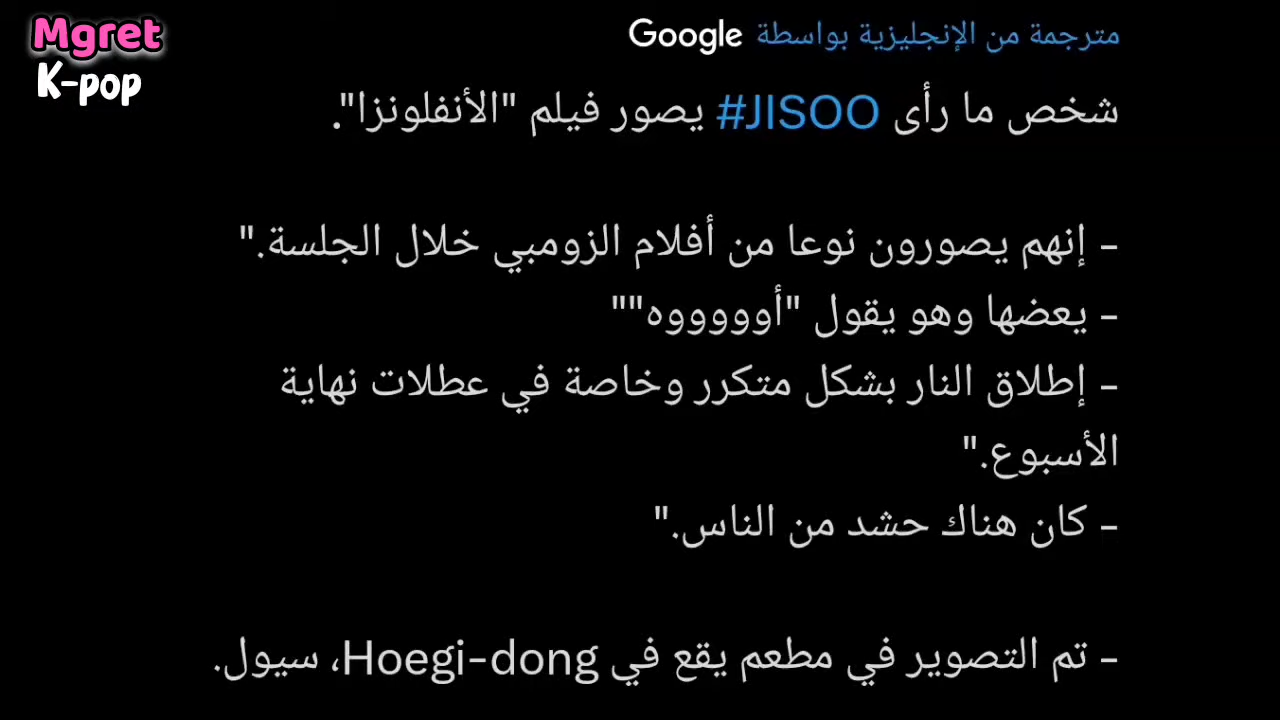 Mgret
K-pop
مترجمة من الإنجليزية بواسطة Google
شخص ما رأى #JISOO يصور فيلم "الأنفلونزا".
- إنهم يصورون نوعا من أفلام الزومبي خلال الجلسة."
- يعضها وهو يقول "أووووووه""
- إطلاق النار بشكل متكرر وخاصة في عطلات نهاية
الأسبوع."
- كان هناك حشد من الناس."
- تم التصوير في مطعم يقع في Hoegi-dong، سيول.